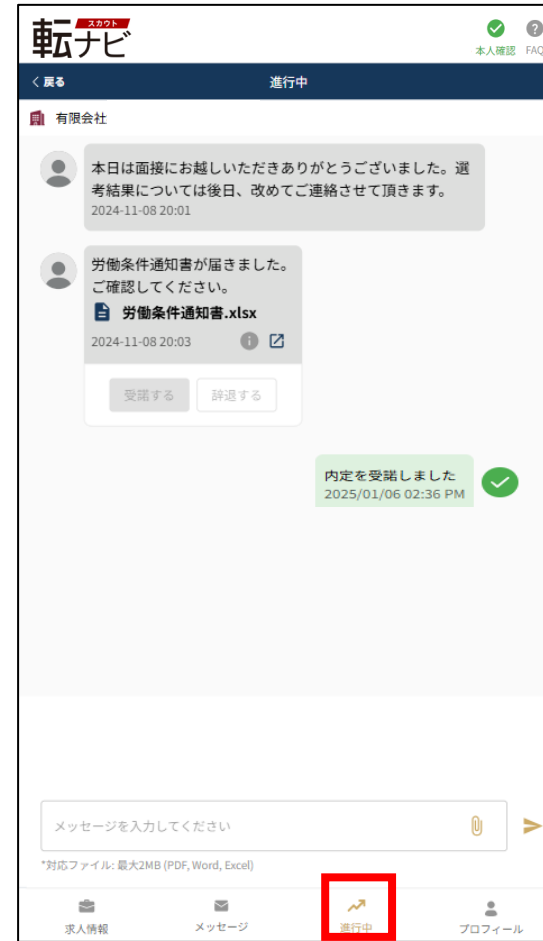 スカウト
転ナビ
本人確認
?
FAQ
戻る
進行中
有限会社
本日は面接にお越しいただきありがとうございました。選
考結果については後日、改めてご連絡させて頂きます。
2024-11-08 20:01
労働条件通知書が届きました。
ご確認してください。
労働条件通知書.xlsx
2024-11-08 20:03
受諾する
辞退する
内定を受諾しました
2025/01/06 02:36 PM
メッセージを入力してください
*対応ファイル: 最大2MB (PDF, Word, Excel)
求人情報
メッセージ
進行中
プロフィール